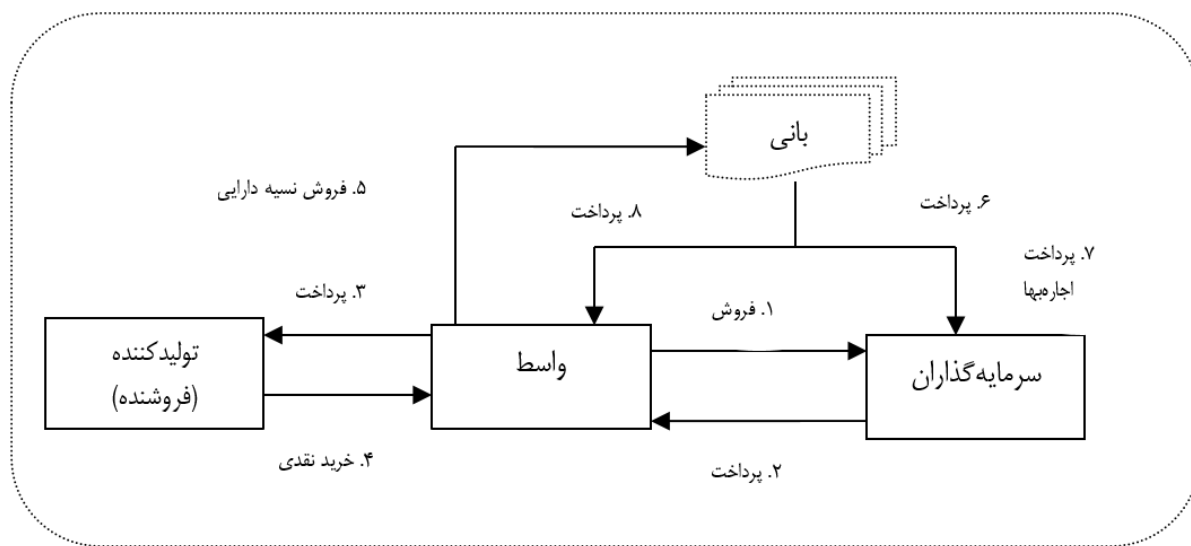 بانی
۵. فروش نسیه دارایی
۸. پرداخت
۶. پرداخت
۷. پرداخت
اجاره‌بها
۳. پرداخت
۱. فروش
تولیدکننده
(فروشنده)
واسط
سرمایه‌گذاران
۴. خرید نقدی
۲. پرداخت